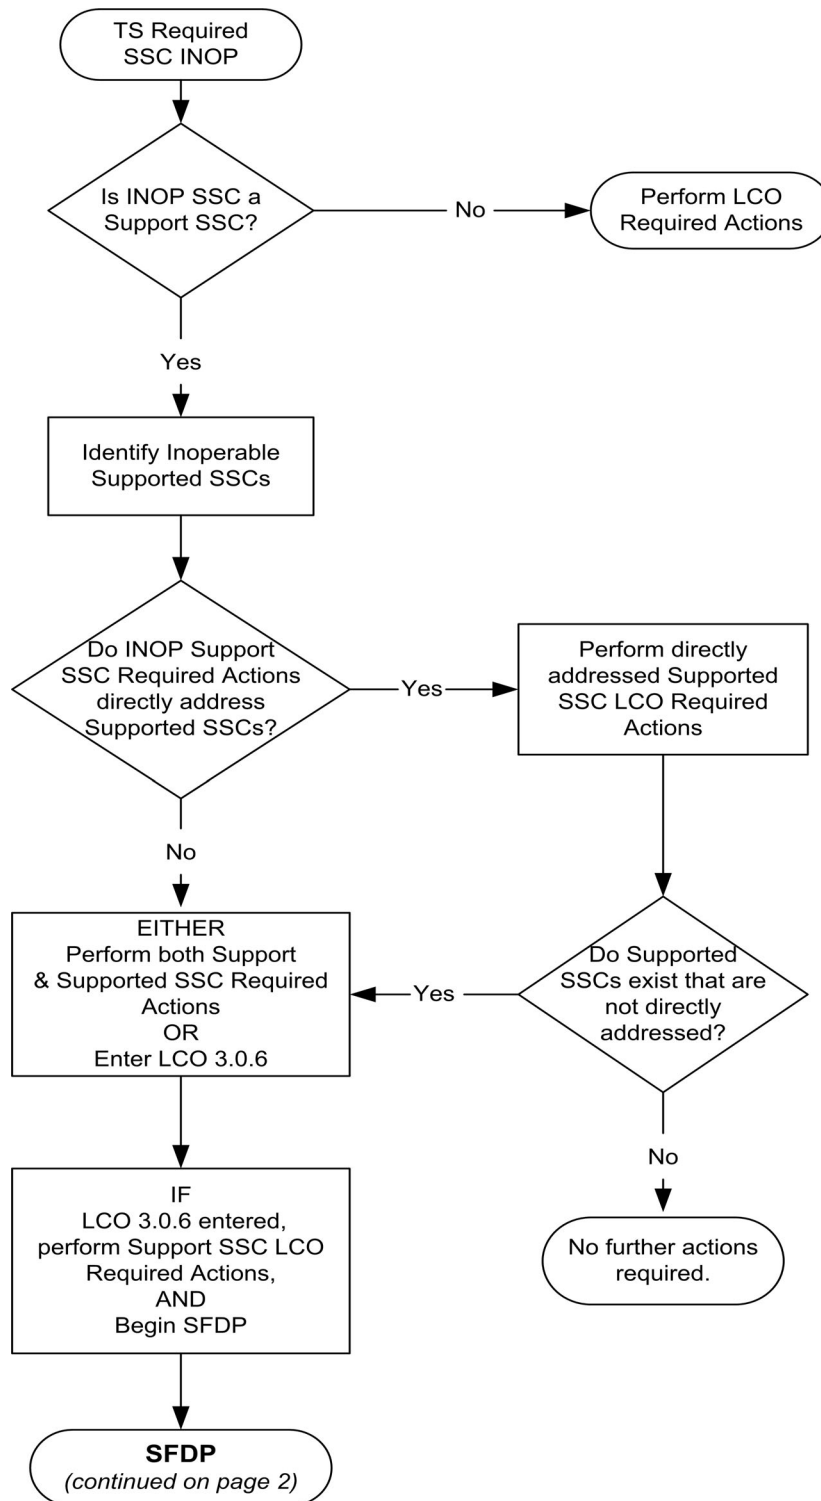 TS Required
SSC INOP
Is INOP SSC a
Support SSC?
No
Perform LCO
Required Actions
Yes
Identify Inoperable
Supported SSCs
Do INOP Support
SSC Required Actions
directly address
Supported SSCs?
Yes
Perform directly
addressed Supported
SSC LCO Required
Actions
No
EITHER
Perform both Support
& Supported SSC Required
Actions
OR
Enter LCO 3.0.6
Yes
Do Supported
SSCs exist that are
not directly
addressed?
No
IF
LCO 3.0.6 entered,
perform Support SSC LCO
Required Actions,
AND
Begin SFDP
No further actions
required.
SFDP
(continued on page 2)